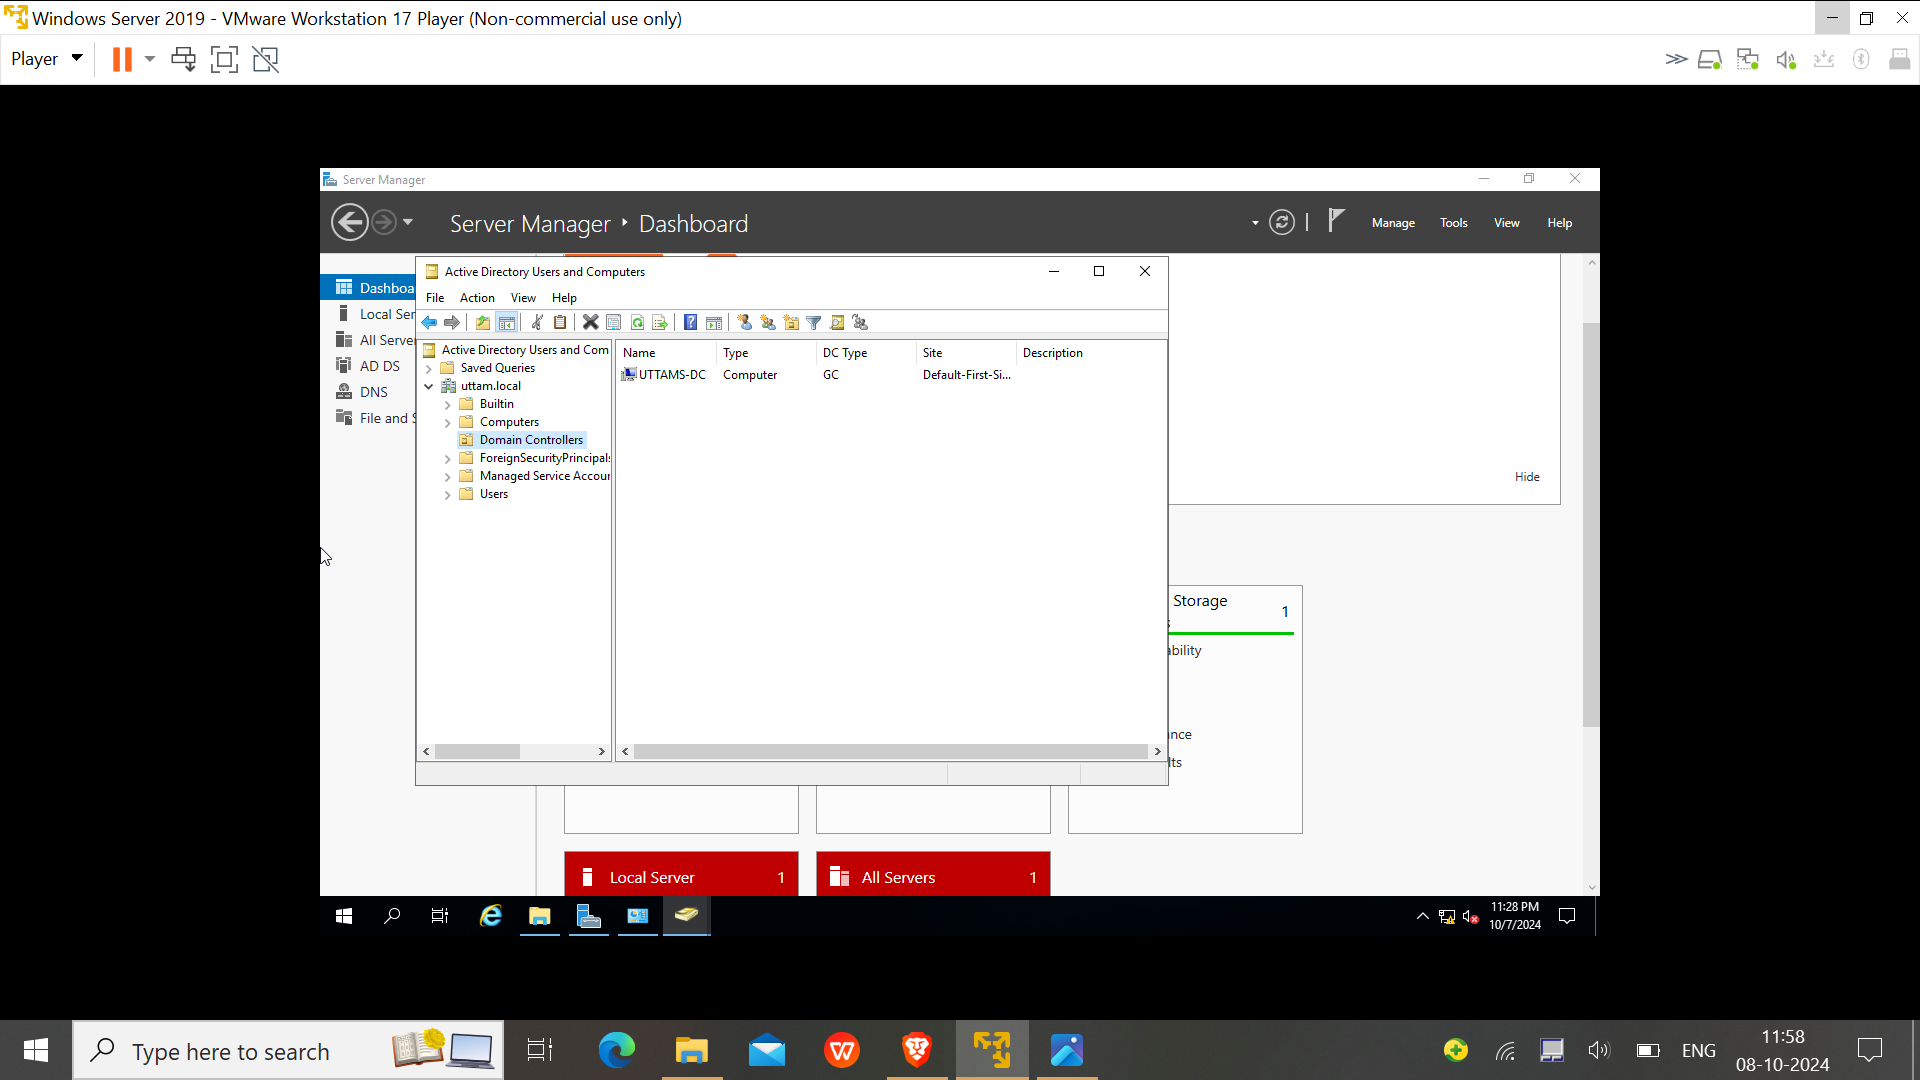 Windows Server 2019 - VMware Workstation 17 Player (Non-commercial use only)
Player
Server Manager
Server Manager Dashboard
Manage Tools View Help
Dashboa
Local Ser
All Server
AD DS
DNS
File and S
Active Directory Users and Computers
File Action View Help
Active Directory Users and Com
Saved Queries
uttam.local
Builtin
Computers
Domain Controllers
ForeignSecurityPrincipals
Managed Service Accour
Users
Name Type DC Type Site Description
UTTAMS-DC Computer GC Default-First-Si...
Hide
Storage 1
ability
nce
lts
Local Server 1
All Servers 1
11:28 PM
10/7/2024
Type here to search
ENG
11:58
08-10-2024